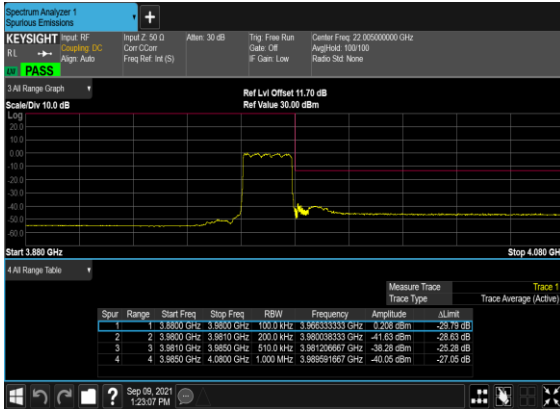 Spectrum Analyzer 1
Spurious Emissions
+
KEYSIGHT Input: RF Input Z: 50 Ω Atten: 30 dB Trig: Free Run Center Freq: 22.005000000 GHz
RL Coupling: DC Corr CCorr Gate: Off Avg|Hold: 100/100
Align: Auto Freq Ref: Int (S) IF Gain: Low Radio Std: None
PASS
3 All Range Graph
Ref Lvl Offset 11.70 dB
Scale/Div 10.0 dB Ref Value 30.00 dBm
Log
20.0
10.0
0.00
-10.0
-20.0
-30.0
-40.0
-50.0
-60.0
Start 3.880 GHz Stop 4.080 GH
4 All Range Table
Measure Trace Trace 1
Trace Type Trace Average (Active)
Spur Range Start Freq Stop Freq RBW Frequency Amplitude ΔLimit
1 1 3.8800 GHz 3.9800 GHz 100.0 kHz 3.966333333 GHz 0.208 dBm -29.79 dB
2 2 3.9800 GHz 3.9810 GHz 200.0 kHz 3.980038333 GHz -41.63 dBm -28.63 dB
3 3 3.9810 GHz 3.9850 GHz 510.0 kHz 3.981206667 GHz -38.28 dBm -25.28 dB
4 4 3.9850 GHz 4.0800 GHz 1.000 MHz 3.989591667 GHz -40.05 dBm -27.05 dB
?
Sep 09, 2021
1:23:07 PM